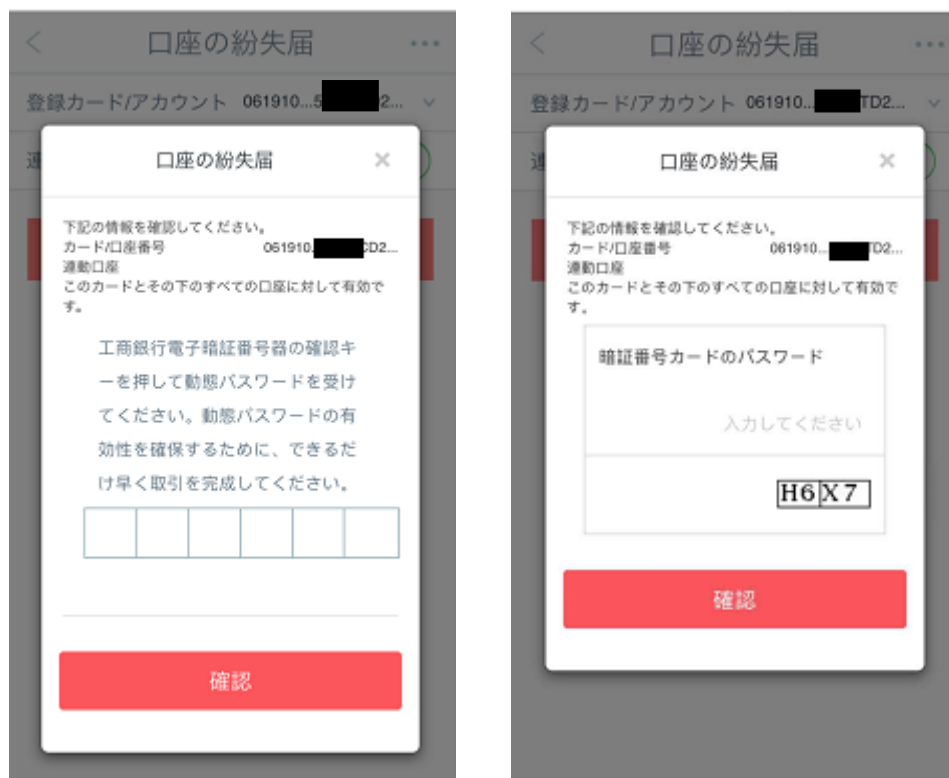 口座の紛失届
登録カード/アカウント 061910...5 2...
連
口座の紛失届
下記の情報を確認してください。
カード/口座番号 061910. CD2...
連動口座
このカードとその下のすべての口座に対して有効で
す。
工商銀行電子暗証番号器の確認キ
ーを押して動態パスワードを受け
てください。動態パスワードの有
効性を確保するために、できるだ
け早く取引を完成してください。
確認
口座の紛失届
登録カード/アカウント 061910... TD2...
連
口座の紛失届
下記の情報を確認してください。
カード/口座番号 061910... TD2...
連動口座
このカードとその下のすべての口座に対して有効で
す。
暗証番号カードのパスワード
入力してください
H6X7
確認